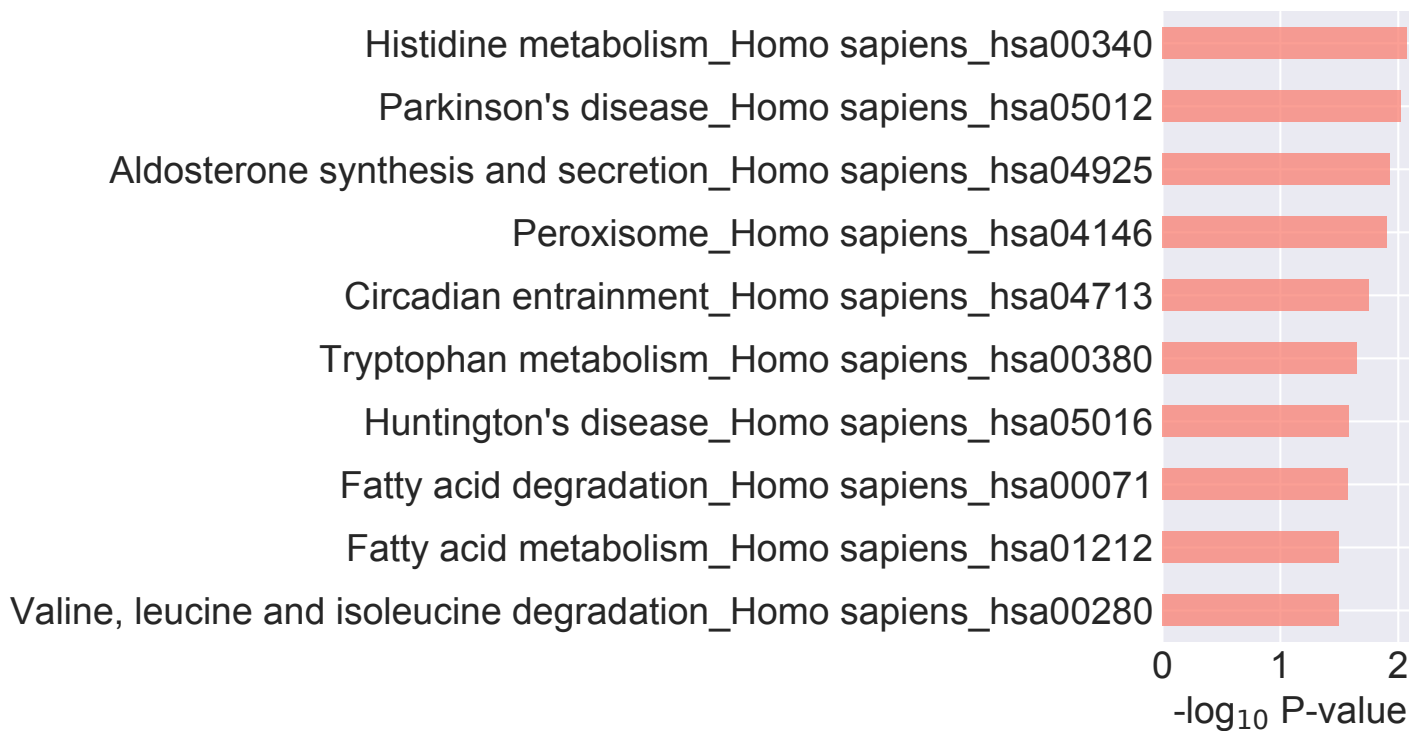 Histidine metabolism_Homo sapiens_hsa00340
Parkinson's disease_Homo sapiens_hsa05012
Aldosterone synthesis and secretion_Homo sapiens_hsa04925
Peroxisome_Homo sapiens_hsa04146
Circadian entrainment_Homo sapiens_hsa04713
Tryptophan metabolism_Homo sapiens_hsa00380
Huntington's disease_Homo sapiens_hsa05016
Fatty acid degradation_Homo sapiens_hsa00071
Fatty acid metabolism_Homo sapiens_hsa01212
Valine, leucine and isoleucine degradation_Homo sapiens_hsa00280
0 1 2
-log₁₀ P-value